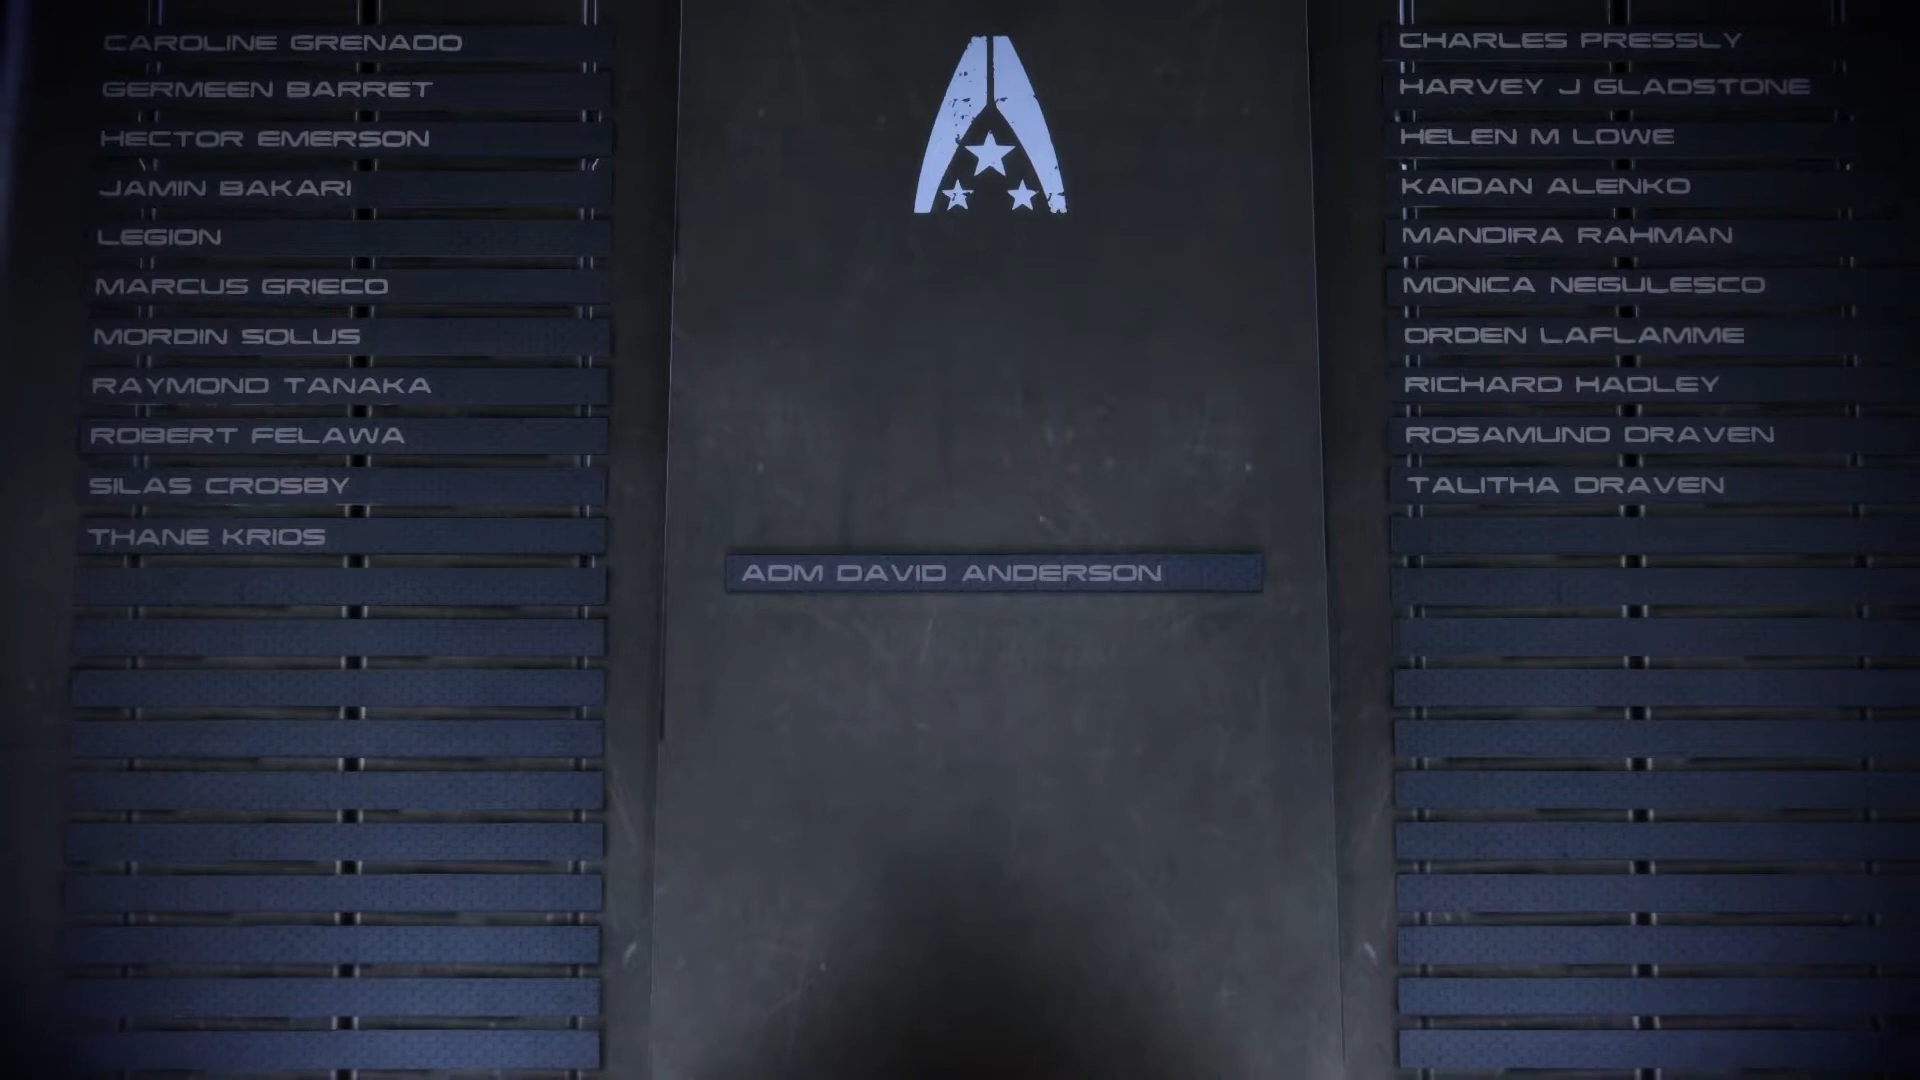 CAROLINE GRENADO
GERMEEN BARRET
HECTOR EMERSON
JAMIN BAKARI
LEGION
MARCUS GRIECO
MORDIN SOLUS
RAYMOND TANAKA
ROBERT FELAWA
SILAS CROSBY
THANE KRIOS
ADM DAVID ANDERSON
CHARLES PRESSLY
HARVEY J GLADSTONE
HELEN M LOWE
KAIDAN ALENKO
MANDIRA RAHMAN
MONICA NEGULESCO
ORDEN LAFLAMME
RICHARD HADLEY
ROSAMUND DRAVEN
TALITHA DRAVEN